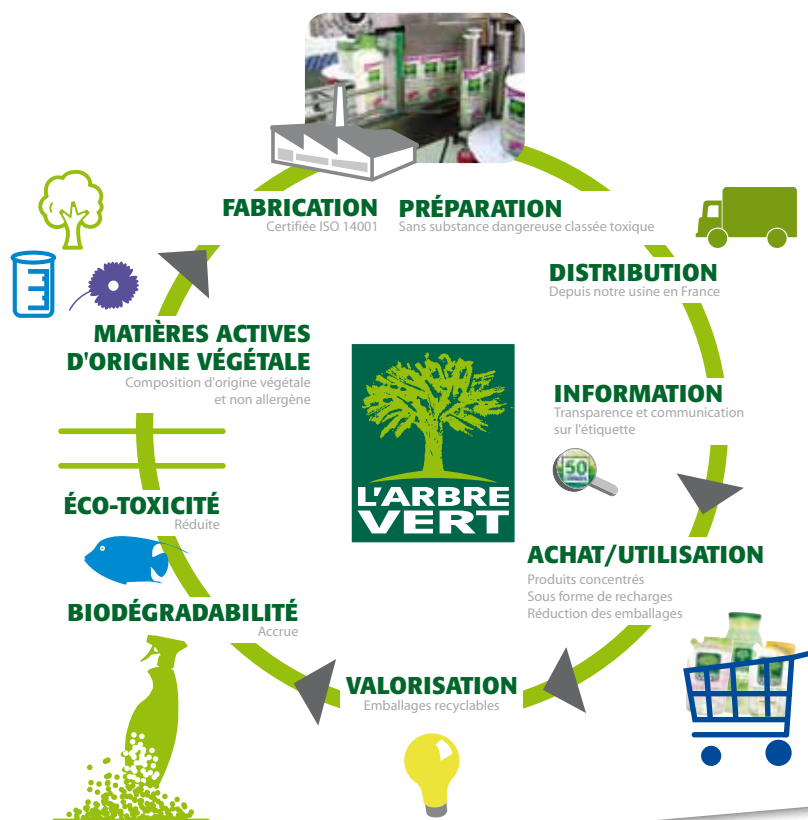 FABRICATION
Certifiée ISO 14001
PRÉPARATION
Sans substance dangereuse classée toxique
DISTRIBUTION
Depuis notre usine en France
INFORMATION
Transparence et communication
sur l'étiquette
50
ACHAT/UTILISATION
Produits concentrés
Sous forme de recharges
Réduction des emballages
VALORISATION
Emballages recyclables
BIODÉGRADABILITÉ
Accrue
ÉCO-TOXICITÉ
Réduite
MATIÈRES ACTIVES
D'ORIGINE VÉGÉTALE
Composition d'origine végétale
et non allergène
L'ARBRE
VERT